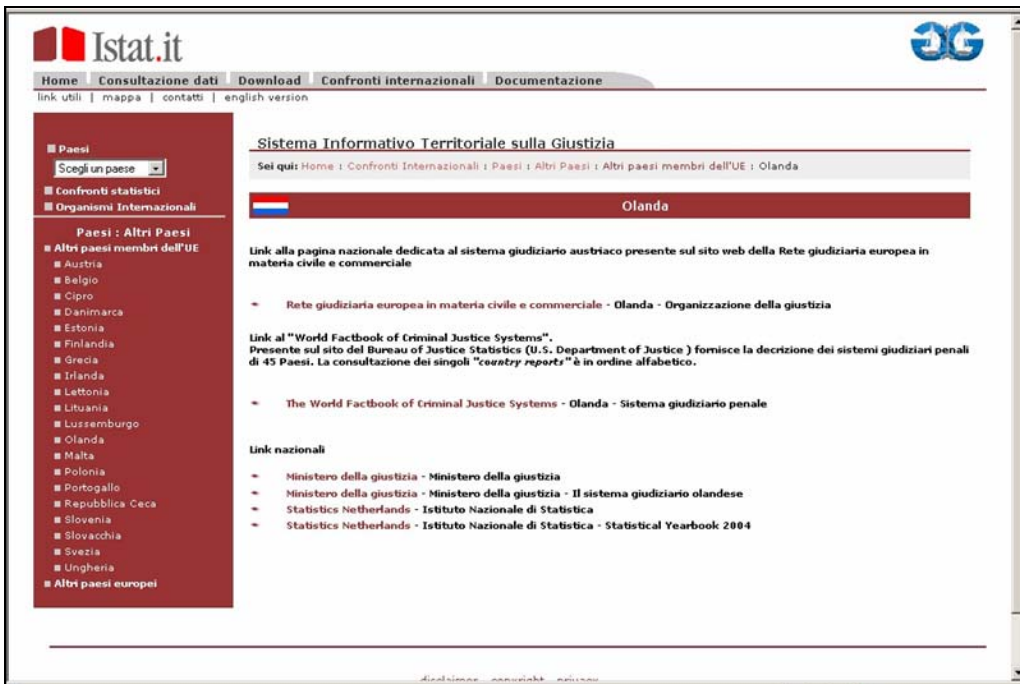 Istat.it
Home Consultazione dati Download Confronti internazionali Documentazione
link utili | mappa | contatti | english version
Paesi
Scegli un paese
Confronti statistici
Organismi Internazionali
Paesi : Altri Paesi
Altri paesi membri dell'UE
Austria
Belgio
Cipro
Danimarca
Estonia
Finlandia
Grecia
Irlanda
Lettonia
Lituania
Lussemburgo
Olanda
Malta
Polonia
Portogallo
Repubblica Ceca
Slovenia
Slovacchia
Svezia
Ungheria
Altri paesi europei
Sistema Informativo Territoriale sulla Giustizia
Sei qui: Home : Confronti Internazionali : Paesi : Altri Paesi : Altri paesi membri dell'UE : Olanda
Olanda
Link alla pagina nazionale dedicata al sistema giudiziario austriaco presente sul sito web della Rete giudiziaria europea in
materia civile e commerciale
Rete giudiziaria europea in materia civile e commerciale - Olanda - Organizzazione della giustizia
Link al "World Factbook of Criminal Justice Systems".
Presente sul sito del Bureau of Justice Statistics (U.S. Department of Justice ) fornisce la decrizione dei sistemi giudiziari penali
di 45 Paesi. La consultazione dei singoli "country reports" è in ordine alfabetico.
The World Factbook of Criminal Justice Systems - Olanda - Sistema giudiziario penale
Link nazionali
Ministero della giustizia - Ministero della giustizia
Ministero della giustizia - Ministero della giustizia - Il sistema giudiziario olandese
Statistics Netherlands - Istituto Nazionale di Statistica
Statistics Netherlands - Istituto Nazionale di Statistica - Statistical Yearbook 2004
disclaimer copyright privacy